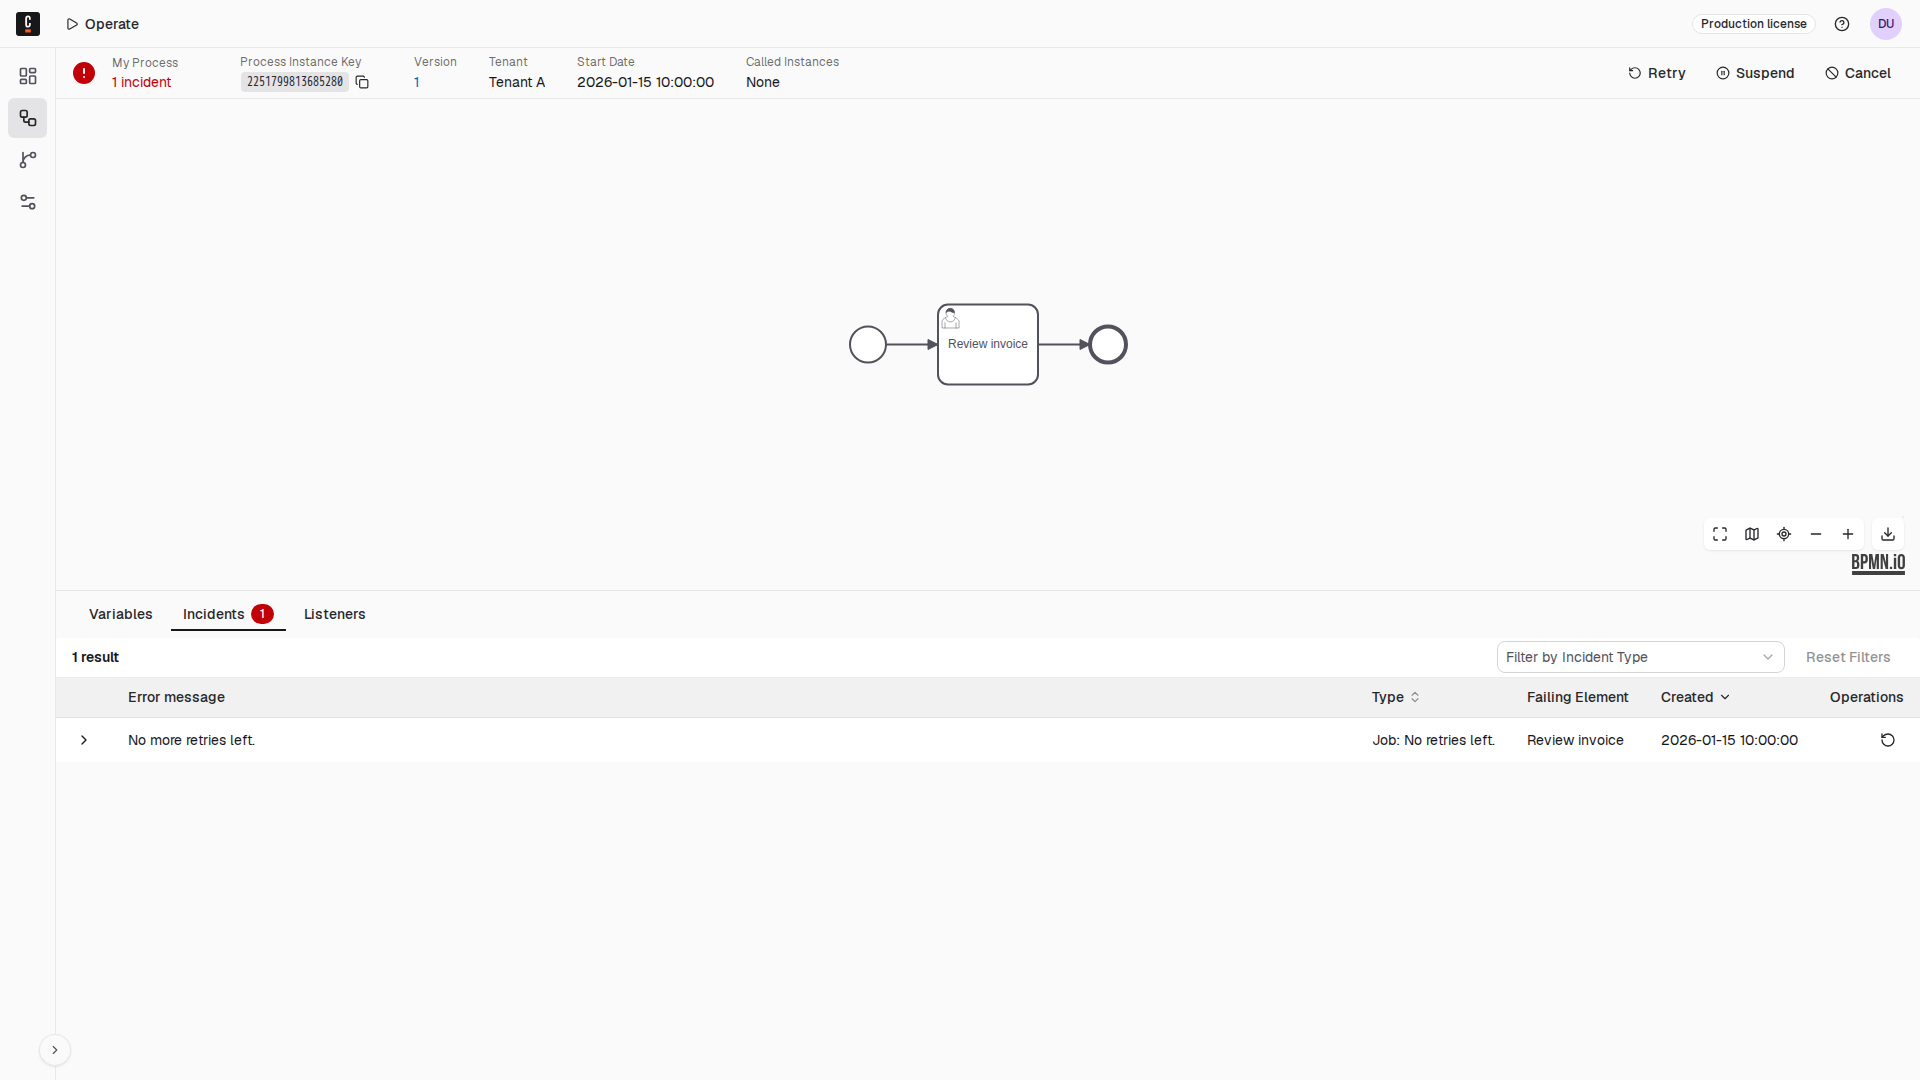 Operate
Production license
DU
My Process
1 incident
Process Instance Key
2251799813685280
Version
1
Tenant
Tenant A
Start Date
2026-01-15 10:00:00
Called Instances
None
Retry
Suspend
Cancel
Review invoice
BPMN.iO
Variables
Incidents 1
Listeners
1 result
Filter by Incident Type
Reset Filters
Error message
Type
Failing Element
Created
Operations
No more retries left.
Job: No retries left.
Review invoice
2026-01-15 10:00:00